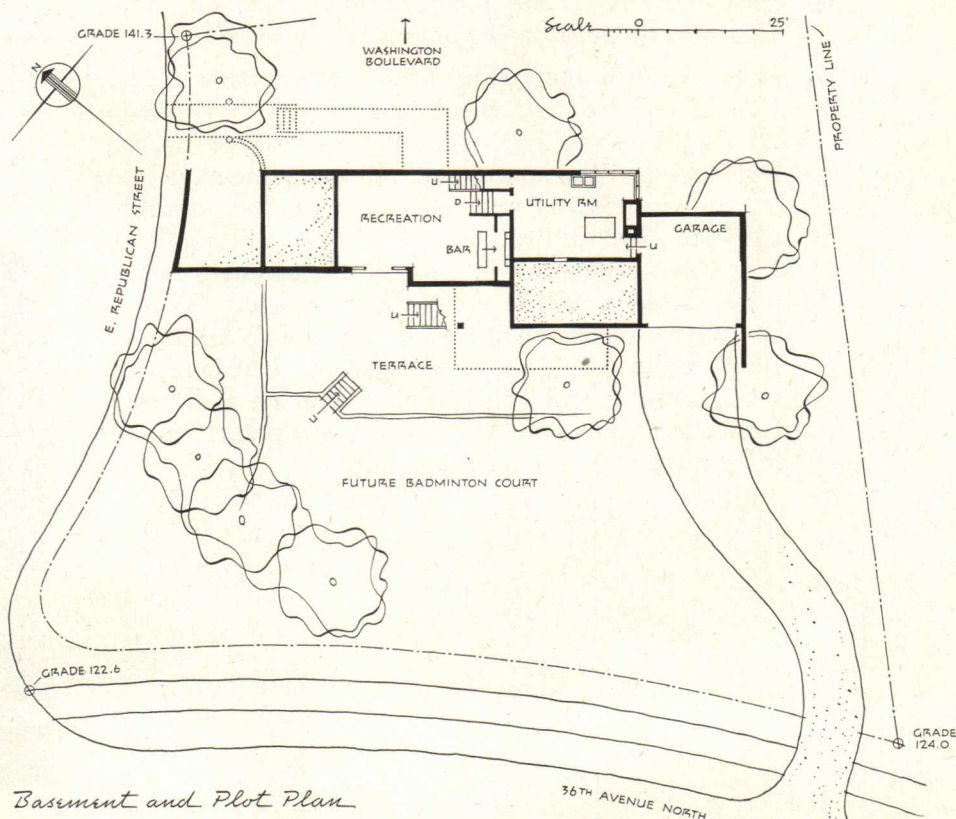 GRADE 141.3
N
WASHINGTON
BOULEVARD
Scale 0 25'
PROPERTY LINE
E. REPUBLICAN STREET
U
D
RECREATION
UTILITY RM
BAR
U
GARAGE
U
TERRACE
U
FUTURE BADMINTON COURT
GRADE 122.6
GRADE
124.0
36TH AVENUE NORTH
Basement and Plot Plan